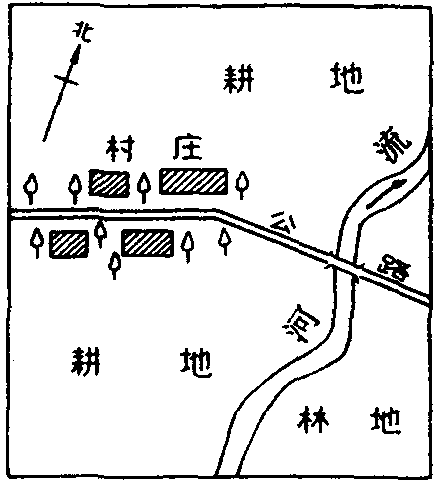 北
耕 地
村 庄
河 流
公 路
耕 地
林 地